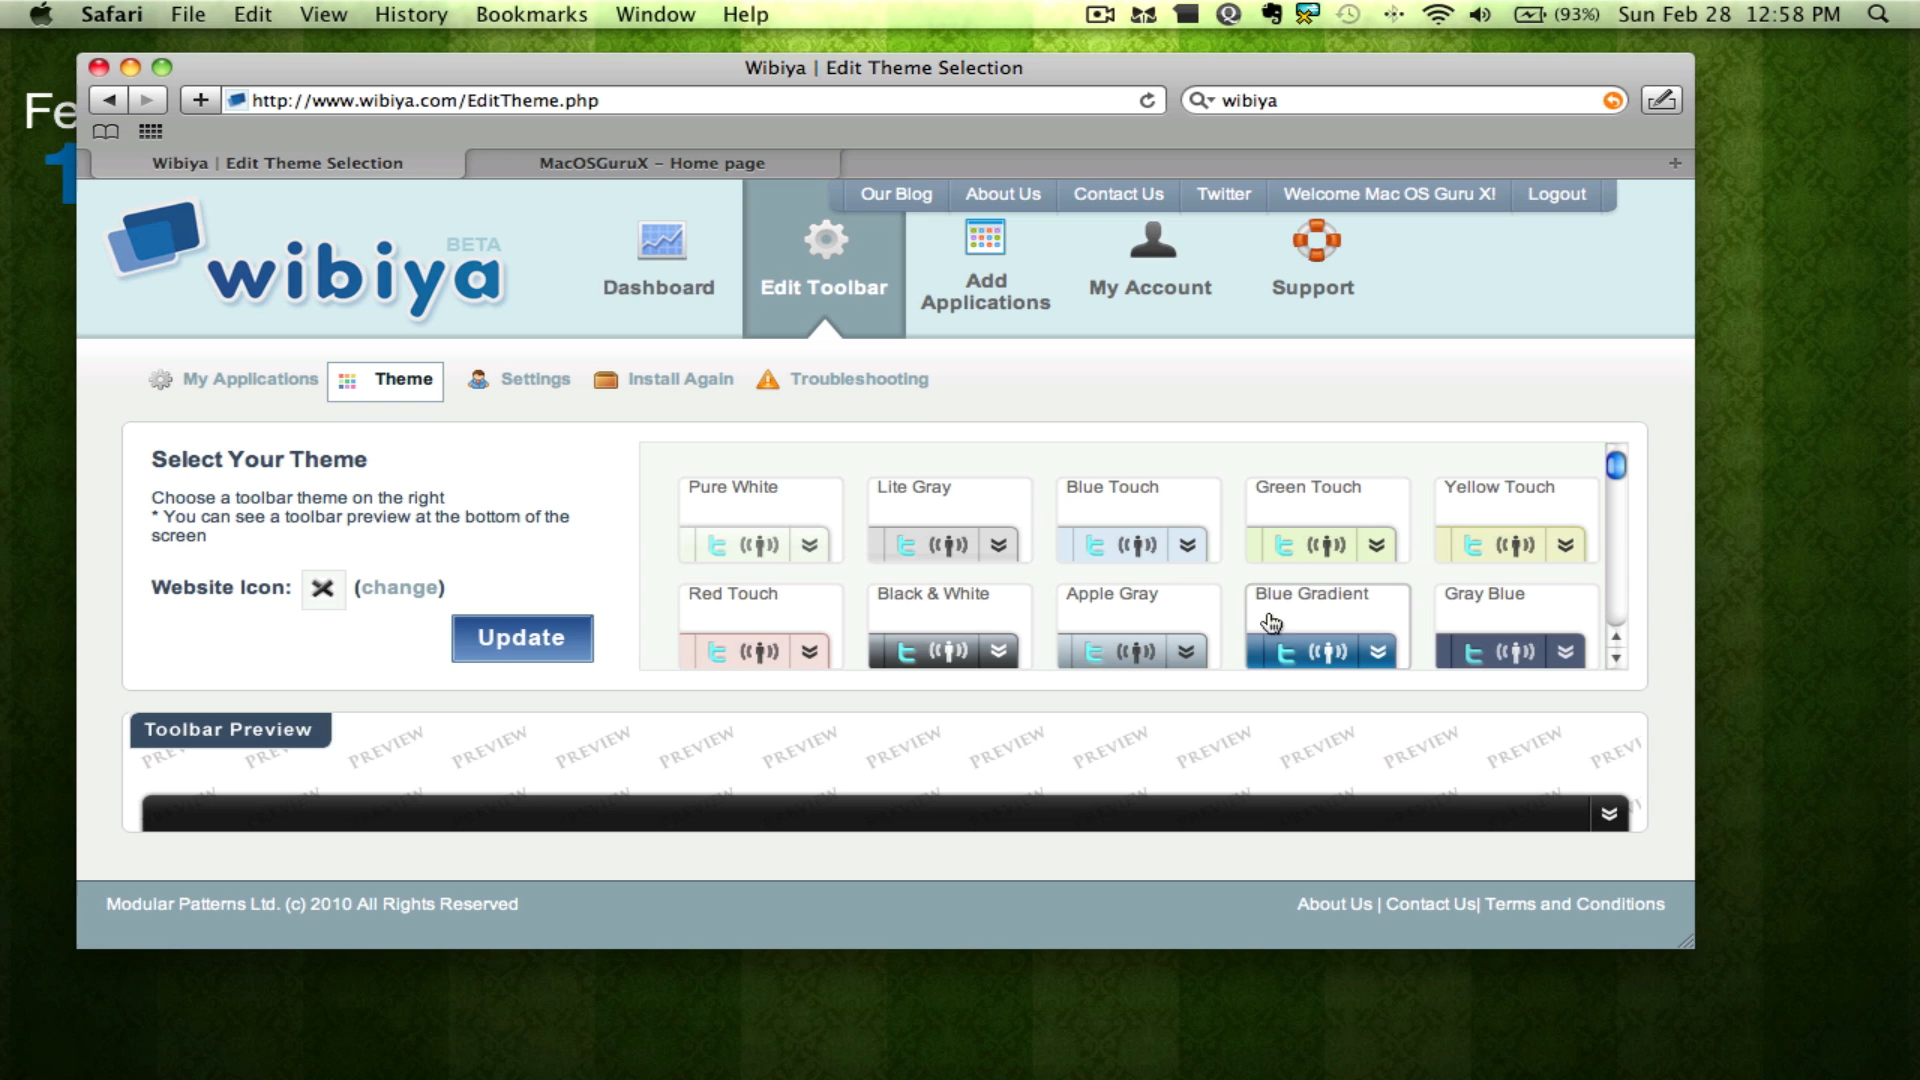 Safari File Edit View History Bookmarks Window Help (93%) Sun Feb 28 12:58 PM
Wibiya | Edit Theme Selection
http://www.wibiya.com/EditTheme.php wibiya
Wibiya | Edit Theme Selection MacOSGuruX – Home page
Our Blog About Us Contact Us Twitter Welcome Mac OS Guru X! Logout
wibiya BETA
Dashboard Edit Toolbar Add Applications My Account Support
My Applications Theme Settings Install Again Troubleshooting
Select Your Theme
Choose a toolbar theme on the right
* You can see a toolbar preview at the bottom of the
screen
Website Icon: (change)
Update
Pure White Lite Gray Blue Touch Green Touch Yellow Touch
Red Touch Black & White Apple Gray Blue Gradient Gray Blue
Toolbar Preview
PREVIEW PREVIEW PREVIEW PREVIEW PREVIEW PREVIEW PREVIEW PREVIEW PREVIEW PREVIEW PREVIEW PREVIEW
Modular Patterns Ltd. (c) 2010 All Rights Reserved
About Us | Contact Us| Terms and Conditions